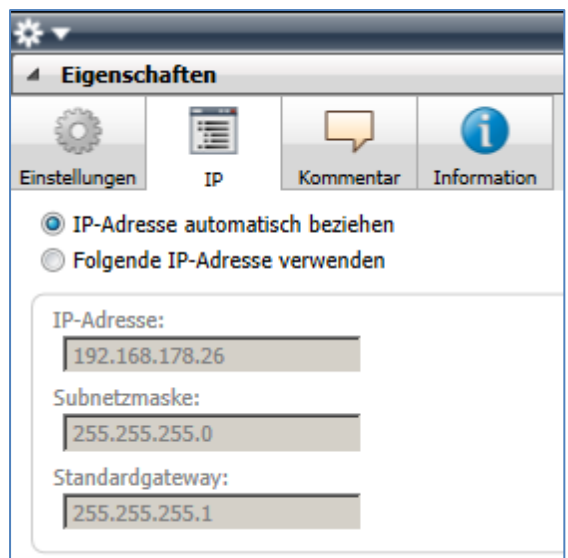 Eigenschaften
Einstellungen IP Kommentar Information
IP-Adresse automatisch beziehen
Folgende IP-Adresse verwenden
IP-Adresse:
192.168.178.26
Subnetzmaske:
255.255.255.0
Standardgateway:
255.255.255.1